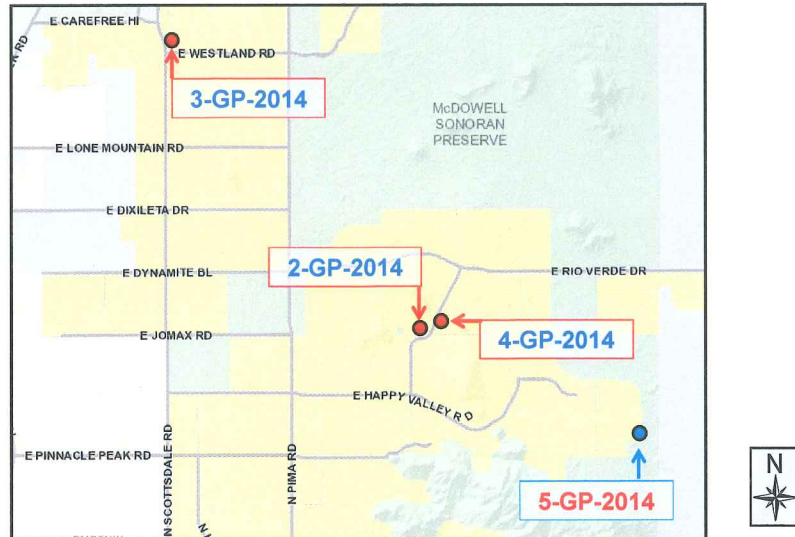 E CAREFREE HI
E WESTLAND RD
3-GP-2014
McDOWELL
SONORAN
PRESERVE
E LONE MOUNTAIN RD
E DIXILETA DR
2-GP-2014
E DYNAMITE BL
E RIO VERDE DR
E JOMAX RD
4-GP-2014
E HAPPY VALLEY RD
E PINNACLE PEAK RD
N SCOTTSDALE RD
N PIMA RD
5-GP-2014
N